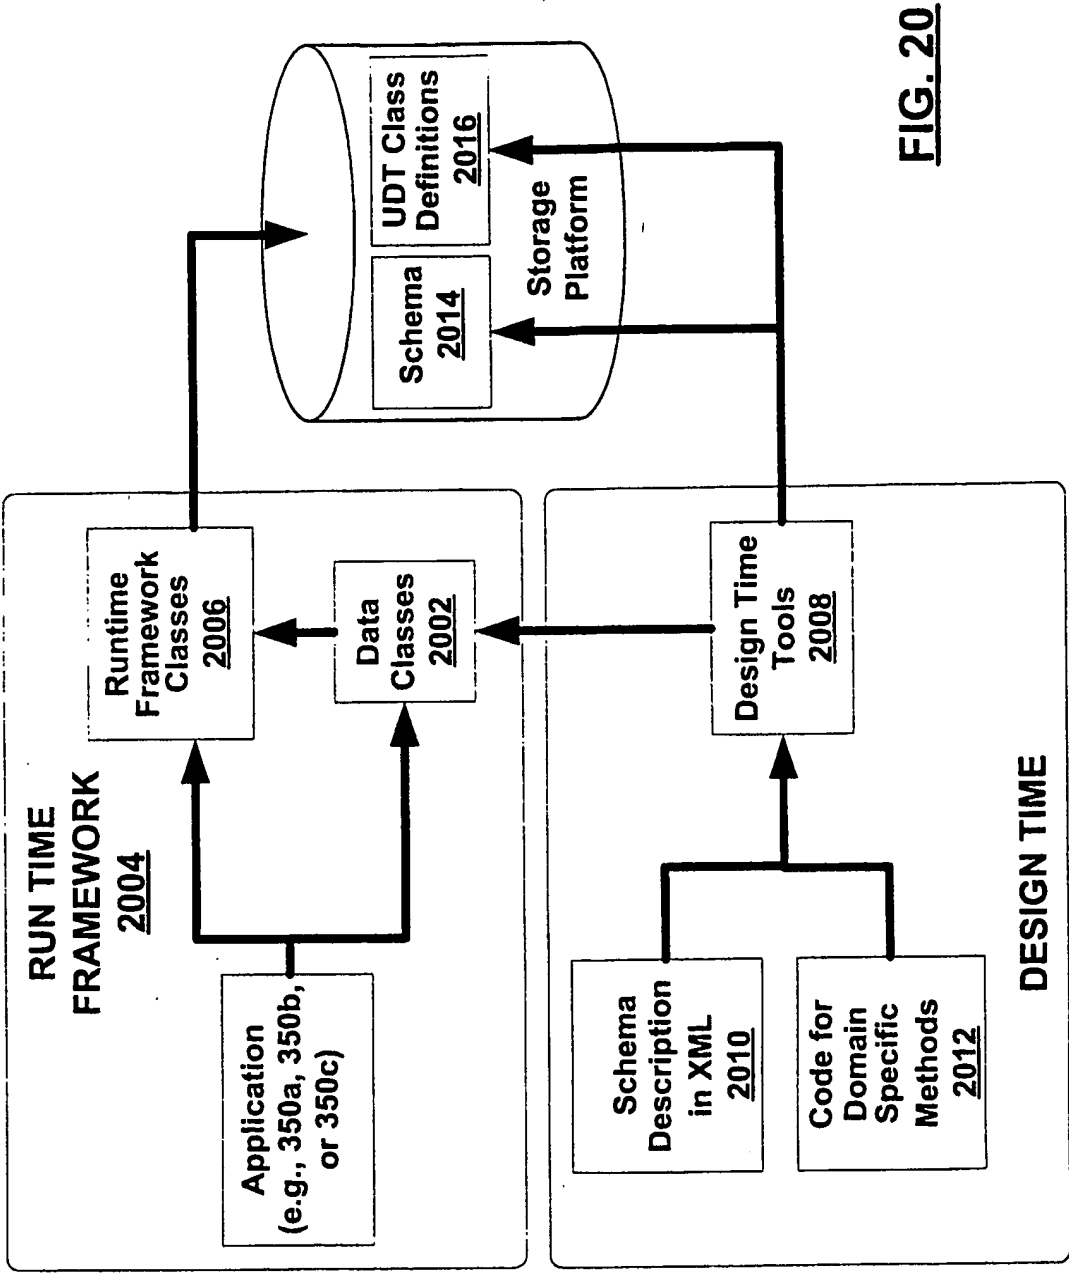 RUN TIME
FRAMEWORK
2004
Application
(e.g., 350a, 350b,
or 350c)
Runtime
Framework
Classes
2006
Data
Classes
2002
Schema
2014
UDT Class
Definitions
2016
Storage
Platform
Schema
Description
in XML
2010
Code for
Domain
Specific
Methods
2012
Design Time
Tools
2008
DESIGN TIME
FIG. 20